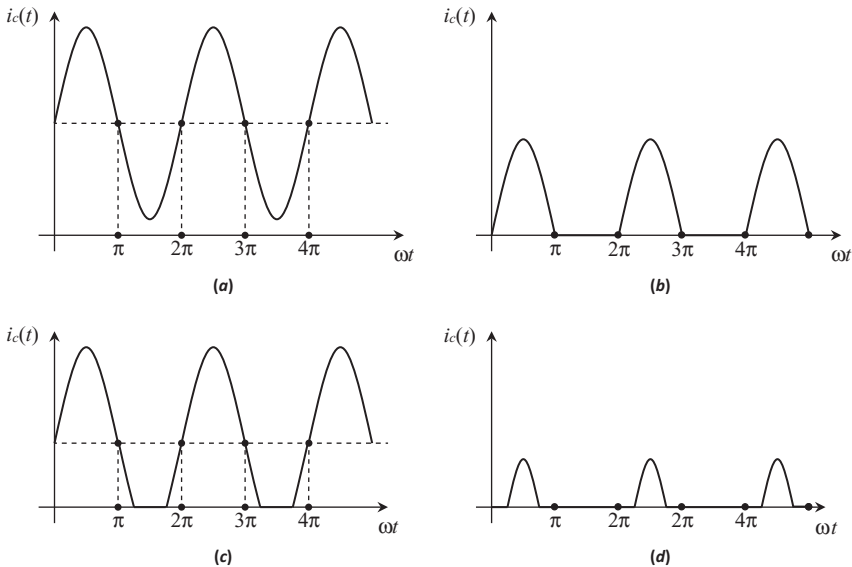 ic(t)
π 2π 3π 4π ωt
(a)
ic(t)
π 2π 3π 4π ωt
(b)
ic(t)
π 2π 3π 4π ωt
(c)
ic(t)
π 2π 2π 4π ωt
(d)